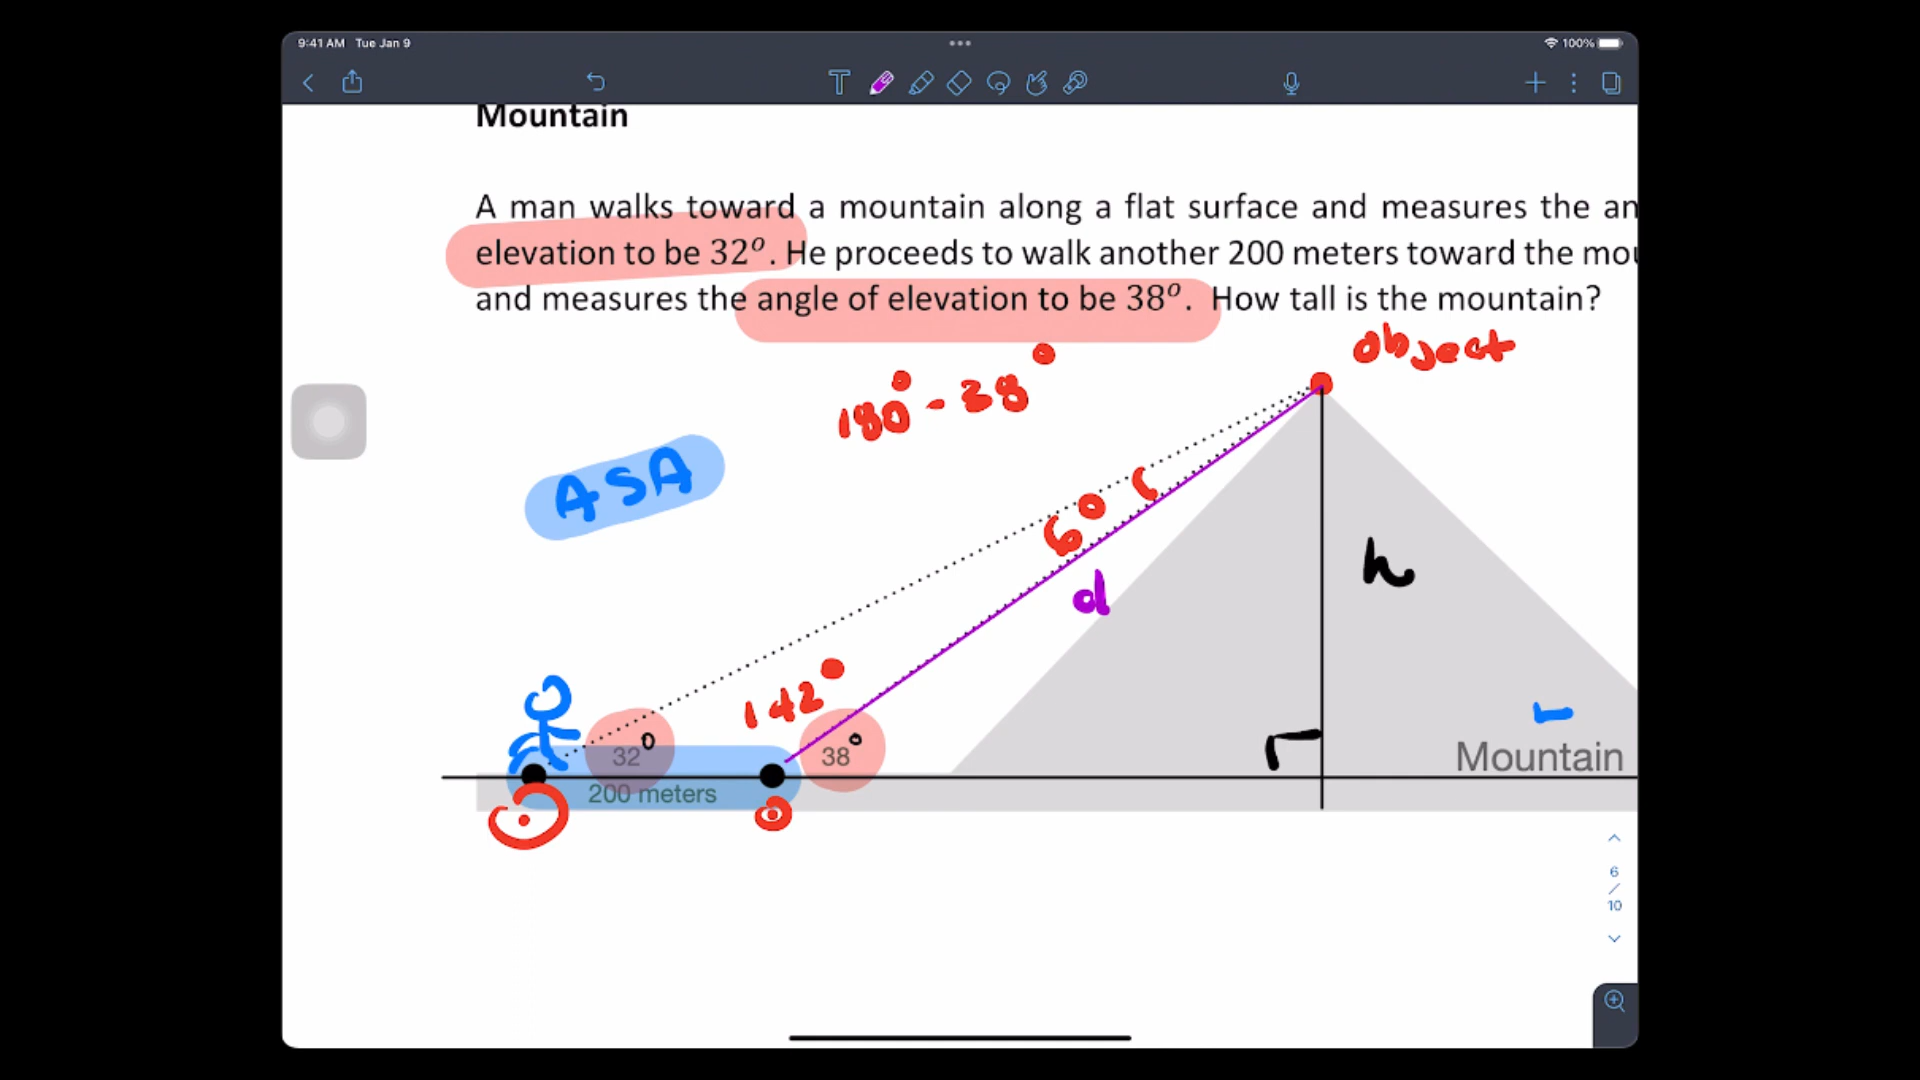 9:41 AM Tue Jan 9
100%
Mountain
A man walks toward a mountain along a flat surface and measures the an
elevation to be 32°. He proceeds to walk another 200 meters toward the mou
and measures the angle of elevation to be 38°. How tall is the mountain?
object
180° - 38°
ASA
6°
h
d
142°
32°
38°
Mountain
200 meters
6
/
10